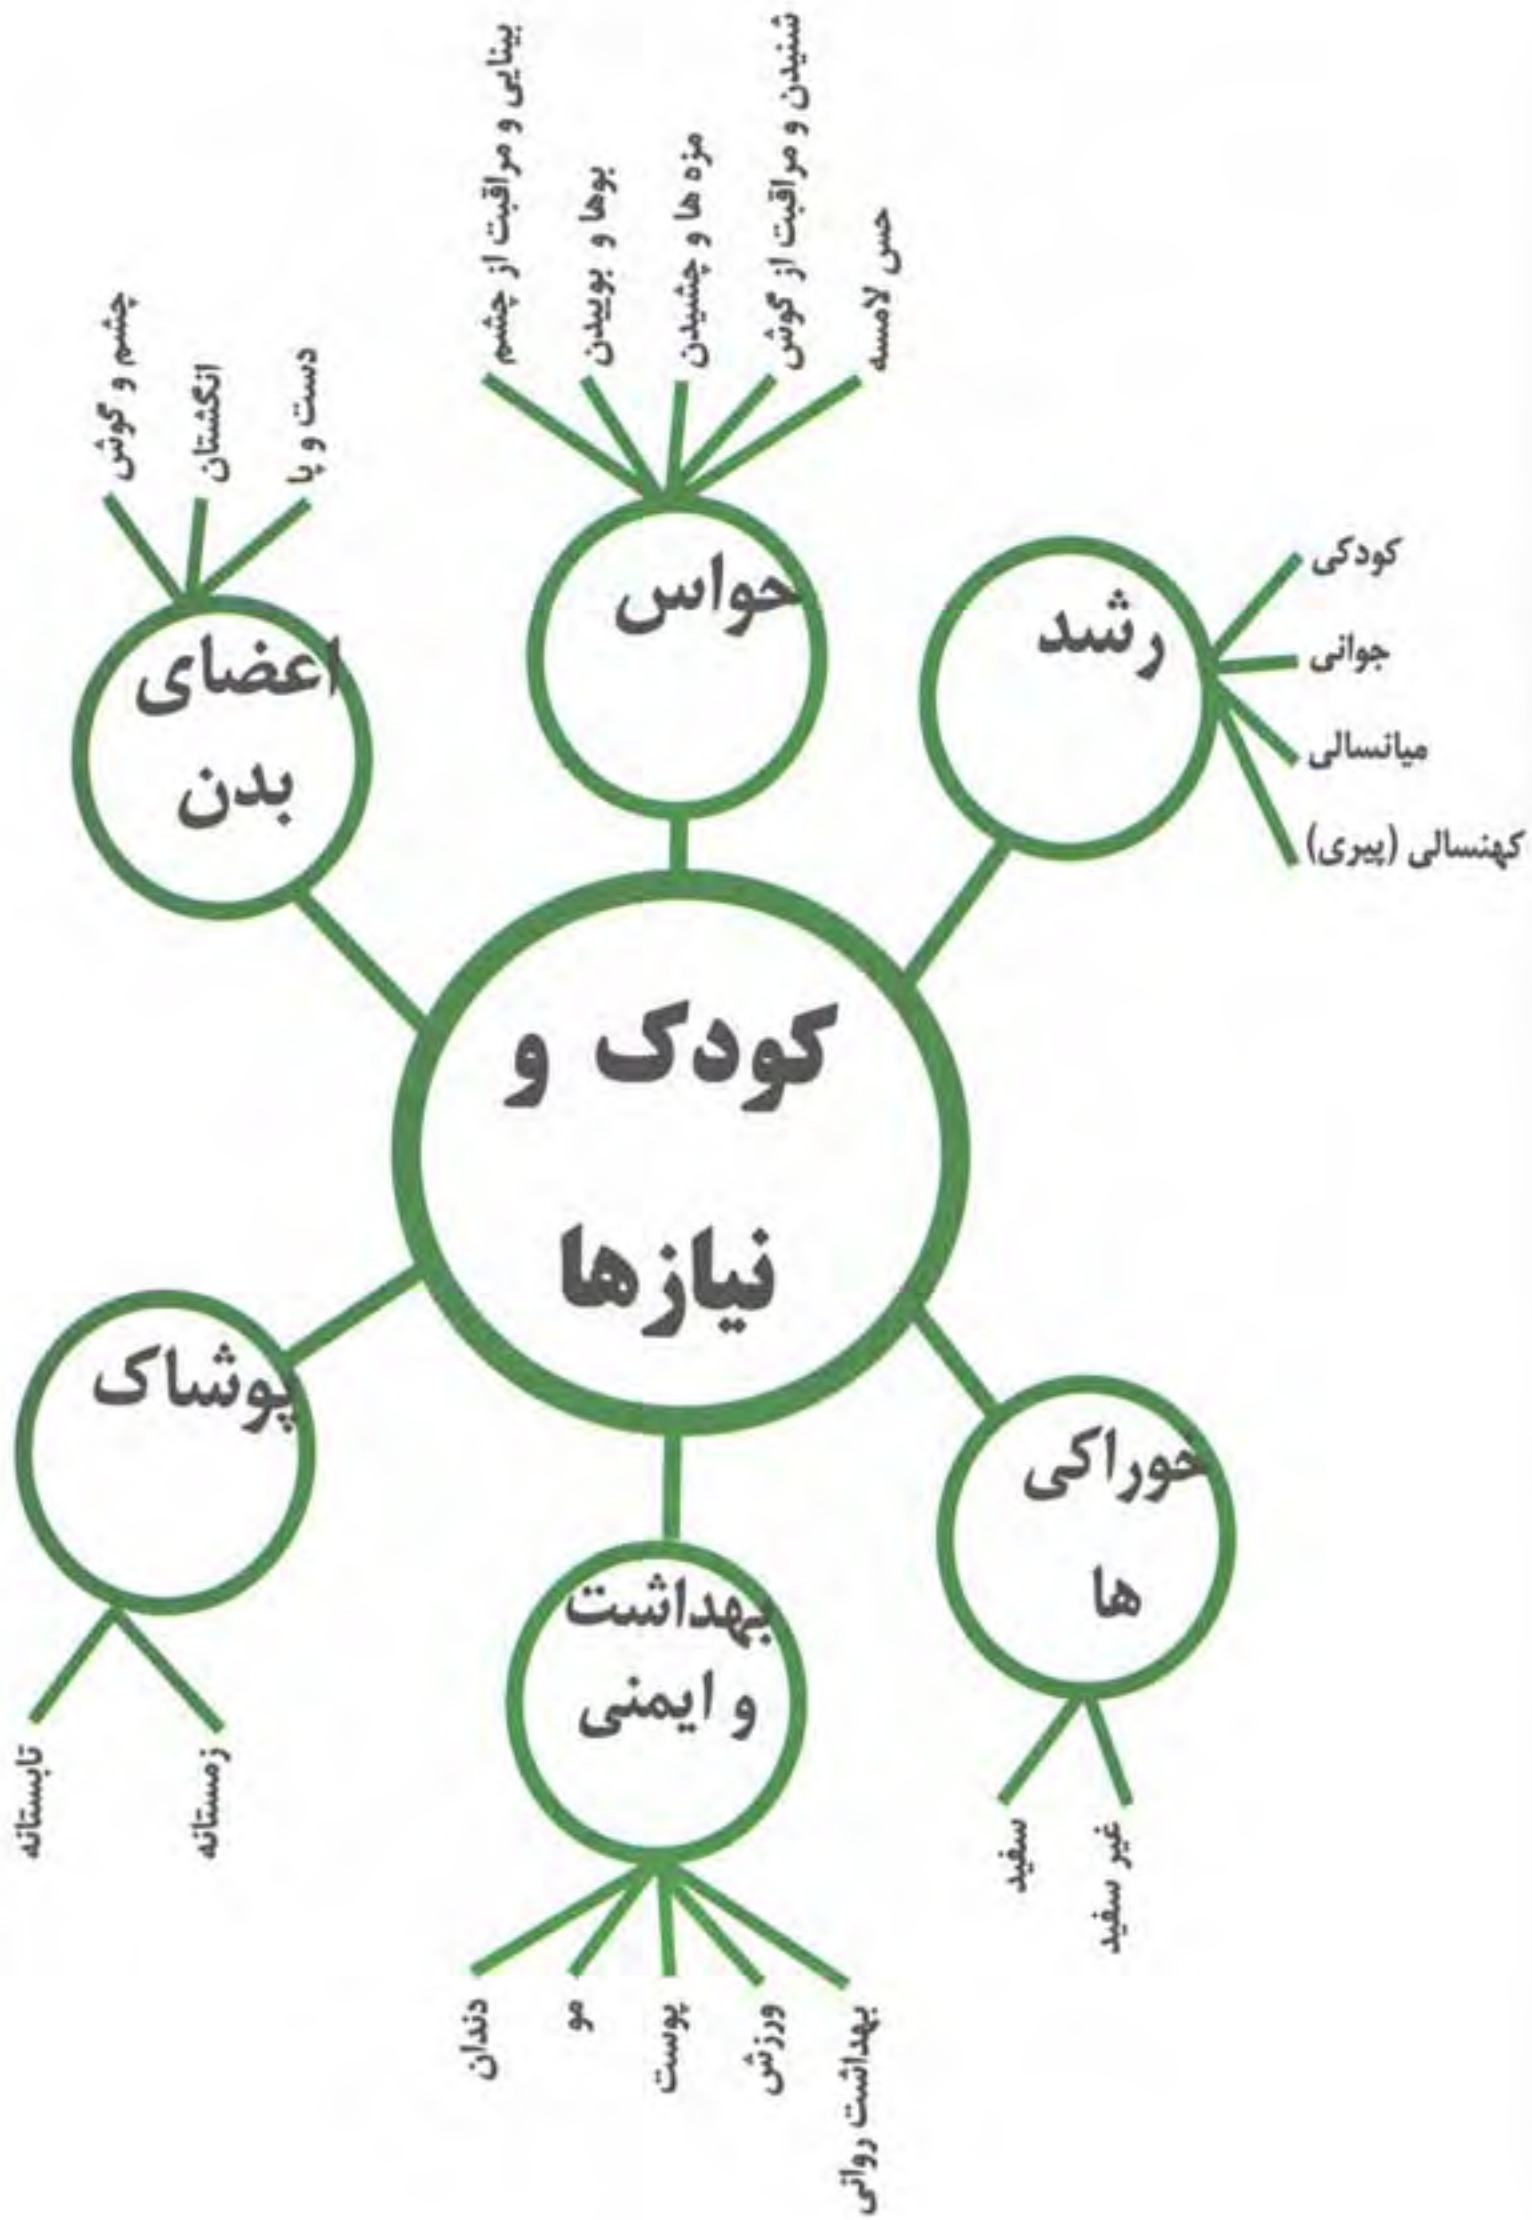 کودک و
نیازها
اعضای
بدن
چشم و گوش
انگشتان
دست و پا
حواس
بینایی و مراقبت از چشم
بوها و بوییدن
مزه ها و چشیدن
شنیدن و مراقبت از گوش
حس لامسه
رشد
کودکی
جوانی
میانسالی
کهنسالی (پیری)
خوراکی
ها
سفید
غیر سفید
بهداشت
و ایمنی
دندان
مو
پوست
ورزش
بهداشت روانی
پوشاک
تابستانه
زمستانه